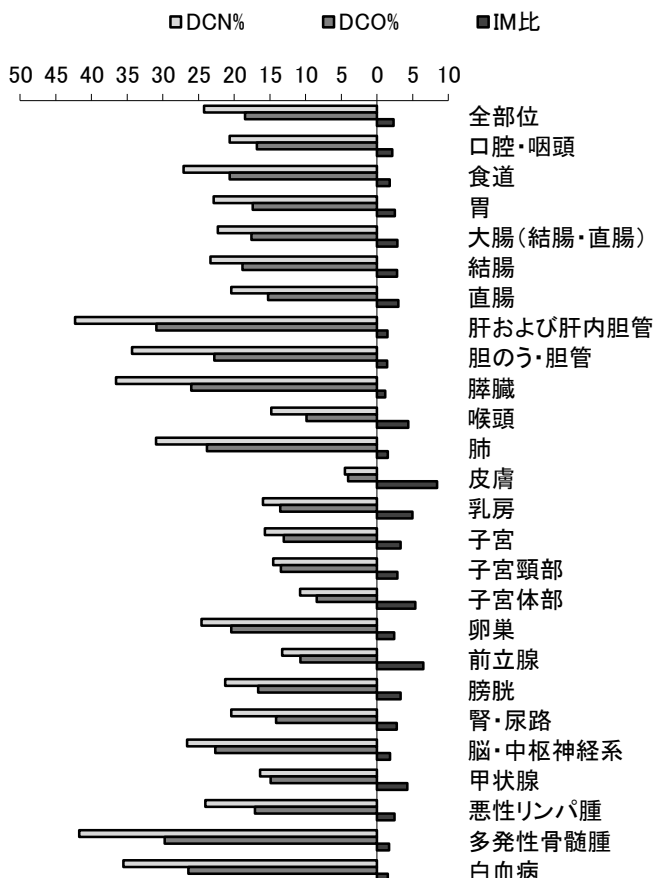 DCN% DCO% IM比
50 45 40 35 30 25 20 15 10 5 0 5 10
全部位
口腔・咽頭
食道
胃
大腸(結腸・直腸)
結腸
直腸
肝および肝内胆管
胆のう・胆管
膵臓
喉頭
肺
皮膚
乳房
子宮
子宮頸部
子宮体部
卵巣
前立腺
膀胱
腎・尿路
脳・中枢神経系
甲状腺
悪性リンパ腫
多発性骨髄腫
白血病